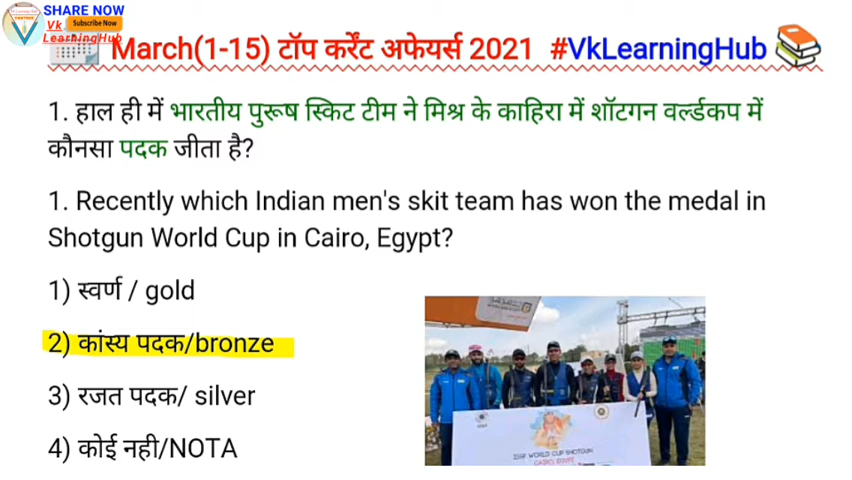 SHARE NOW
Vk Subscribe Now
LearningHub
March(1-15) टॉप करेंट अफेयर्स 2021 #VkLearningHub
1. हाल ही में भारतीय पुरूष स्किट टीम ने मिश्र के काहिरा में शॉटगन वर्ल्डकप में
कौनसा पदक जीता है?
1. Recently which Indian men's skit team has won the medal in
Shotgun World Cup in Cairo, Egypt?
1) स्वर्ण / gold
2) कांस्य पदक/bronze
3) रजत पदक/ silver
4) कोई नही/NOTA
ISSF WORLD CUP SHOTGUN
CAIRO, EGYPT